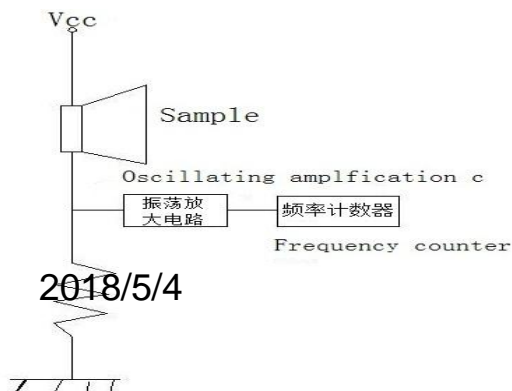 Vcc
Sample
Oscillating amplfication c
振荡放
大电路
频率计数器
Frequency counter
2018/5/4